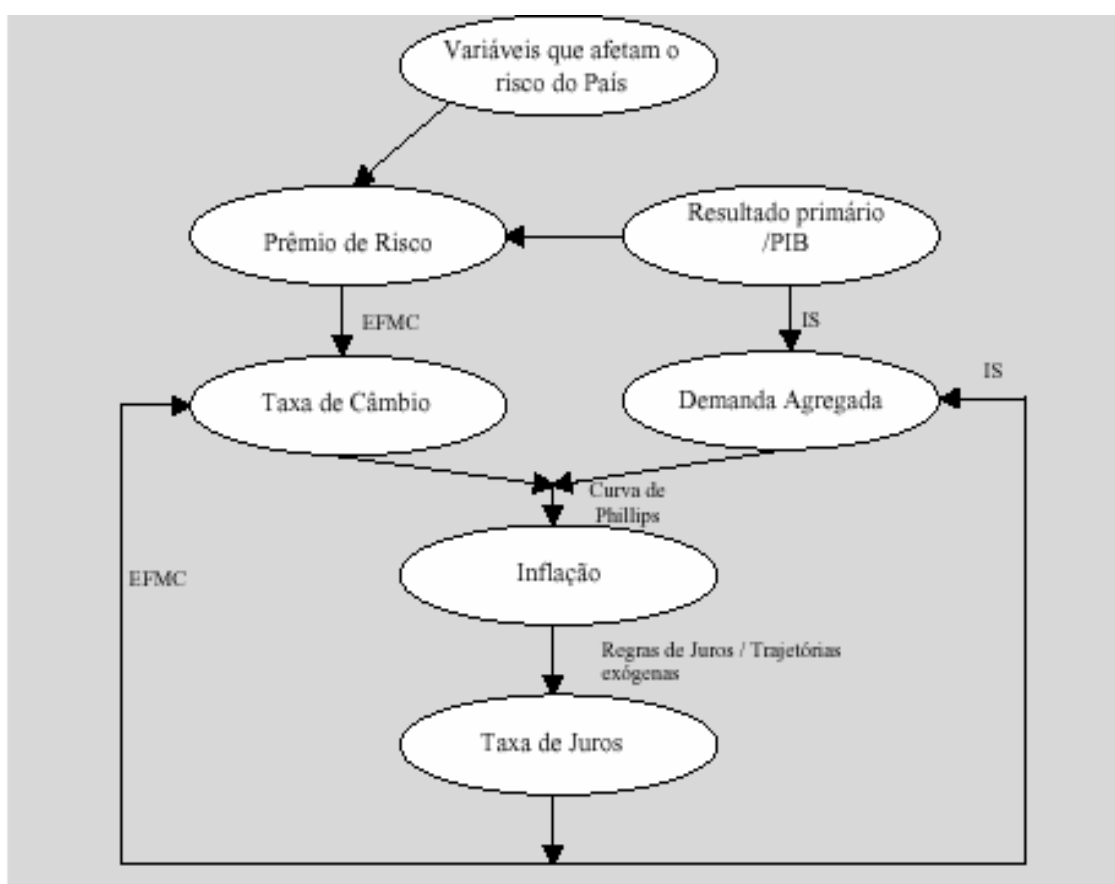 Variáveis que afetam o
risco do País
Prêmio de Risco
Resultado primário
/PIB
EFMC
IS
Taxa de Câmbio
Demanda Agregada
IS
Curva de
Phillips
Inflação
EFMC
Regras de Juros / Trajetórias
exógenas
Taxa de Juros